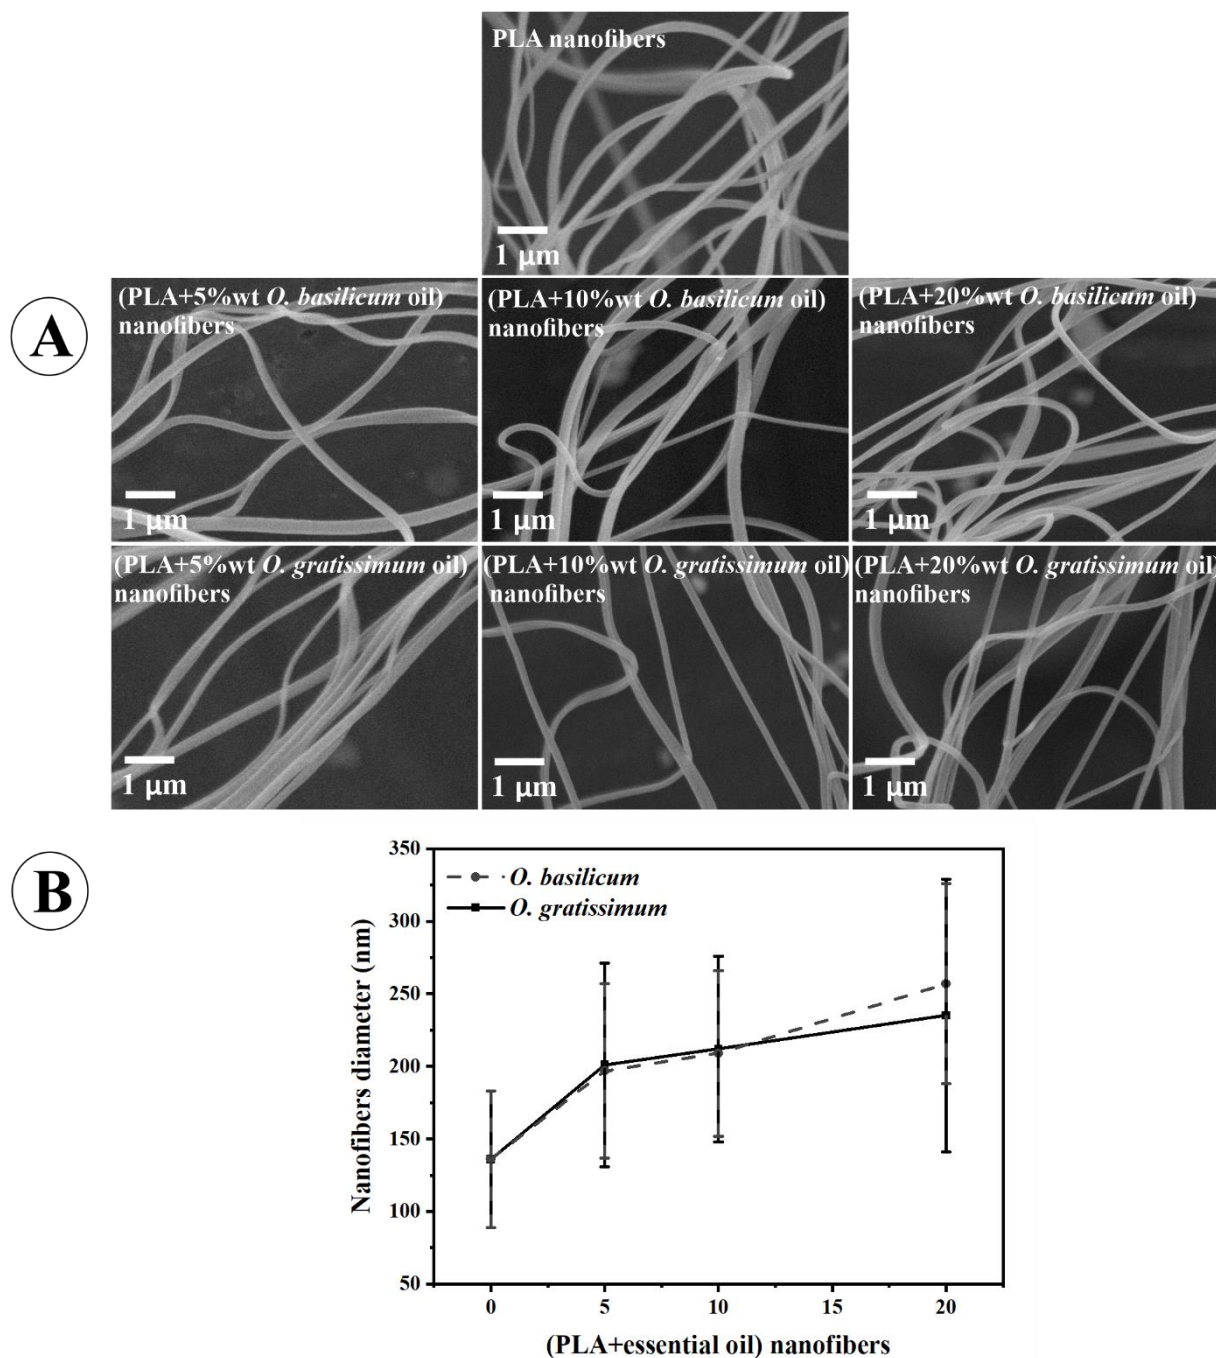 PLA nanofibers
1 μm
A
(PLA+5%wt O. basilicum oil)
nanofibers
1 μm
(PLA+10%wt O. basilicum oil)
nanofibers
1 μm
(PLA+20%wt O. basilicum oil)
nanofibers
1 μm
(PLA+5%wt O. gratissimum oil)
nanofibers
1 μm
(PLA+10%wt O. gratissimum oil)
nanofibers
1 μm
(PLA+20%wt O. gratissimum oil)
nanofibers
1 μm
B
O. basilicum
O. gratissimum
Nanofibers diameter (nm)
350
300
250
200
150
100
50
0 5 10 15 20
(PLA+essential oil) nanofibers